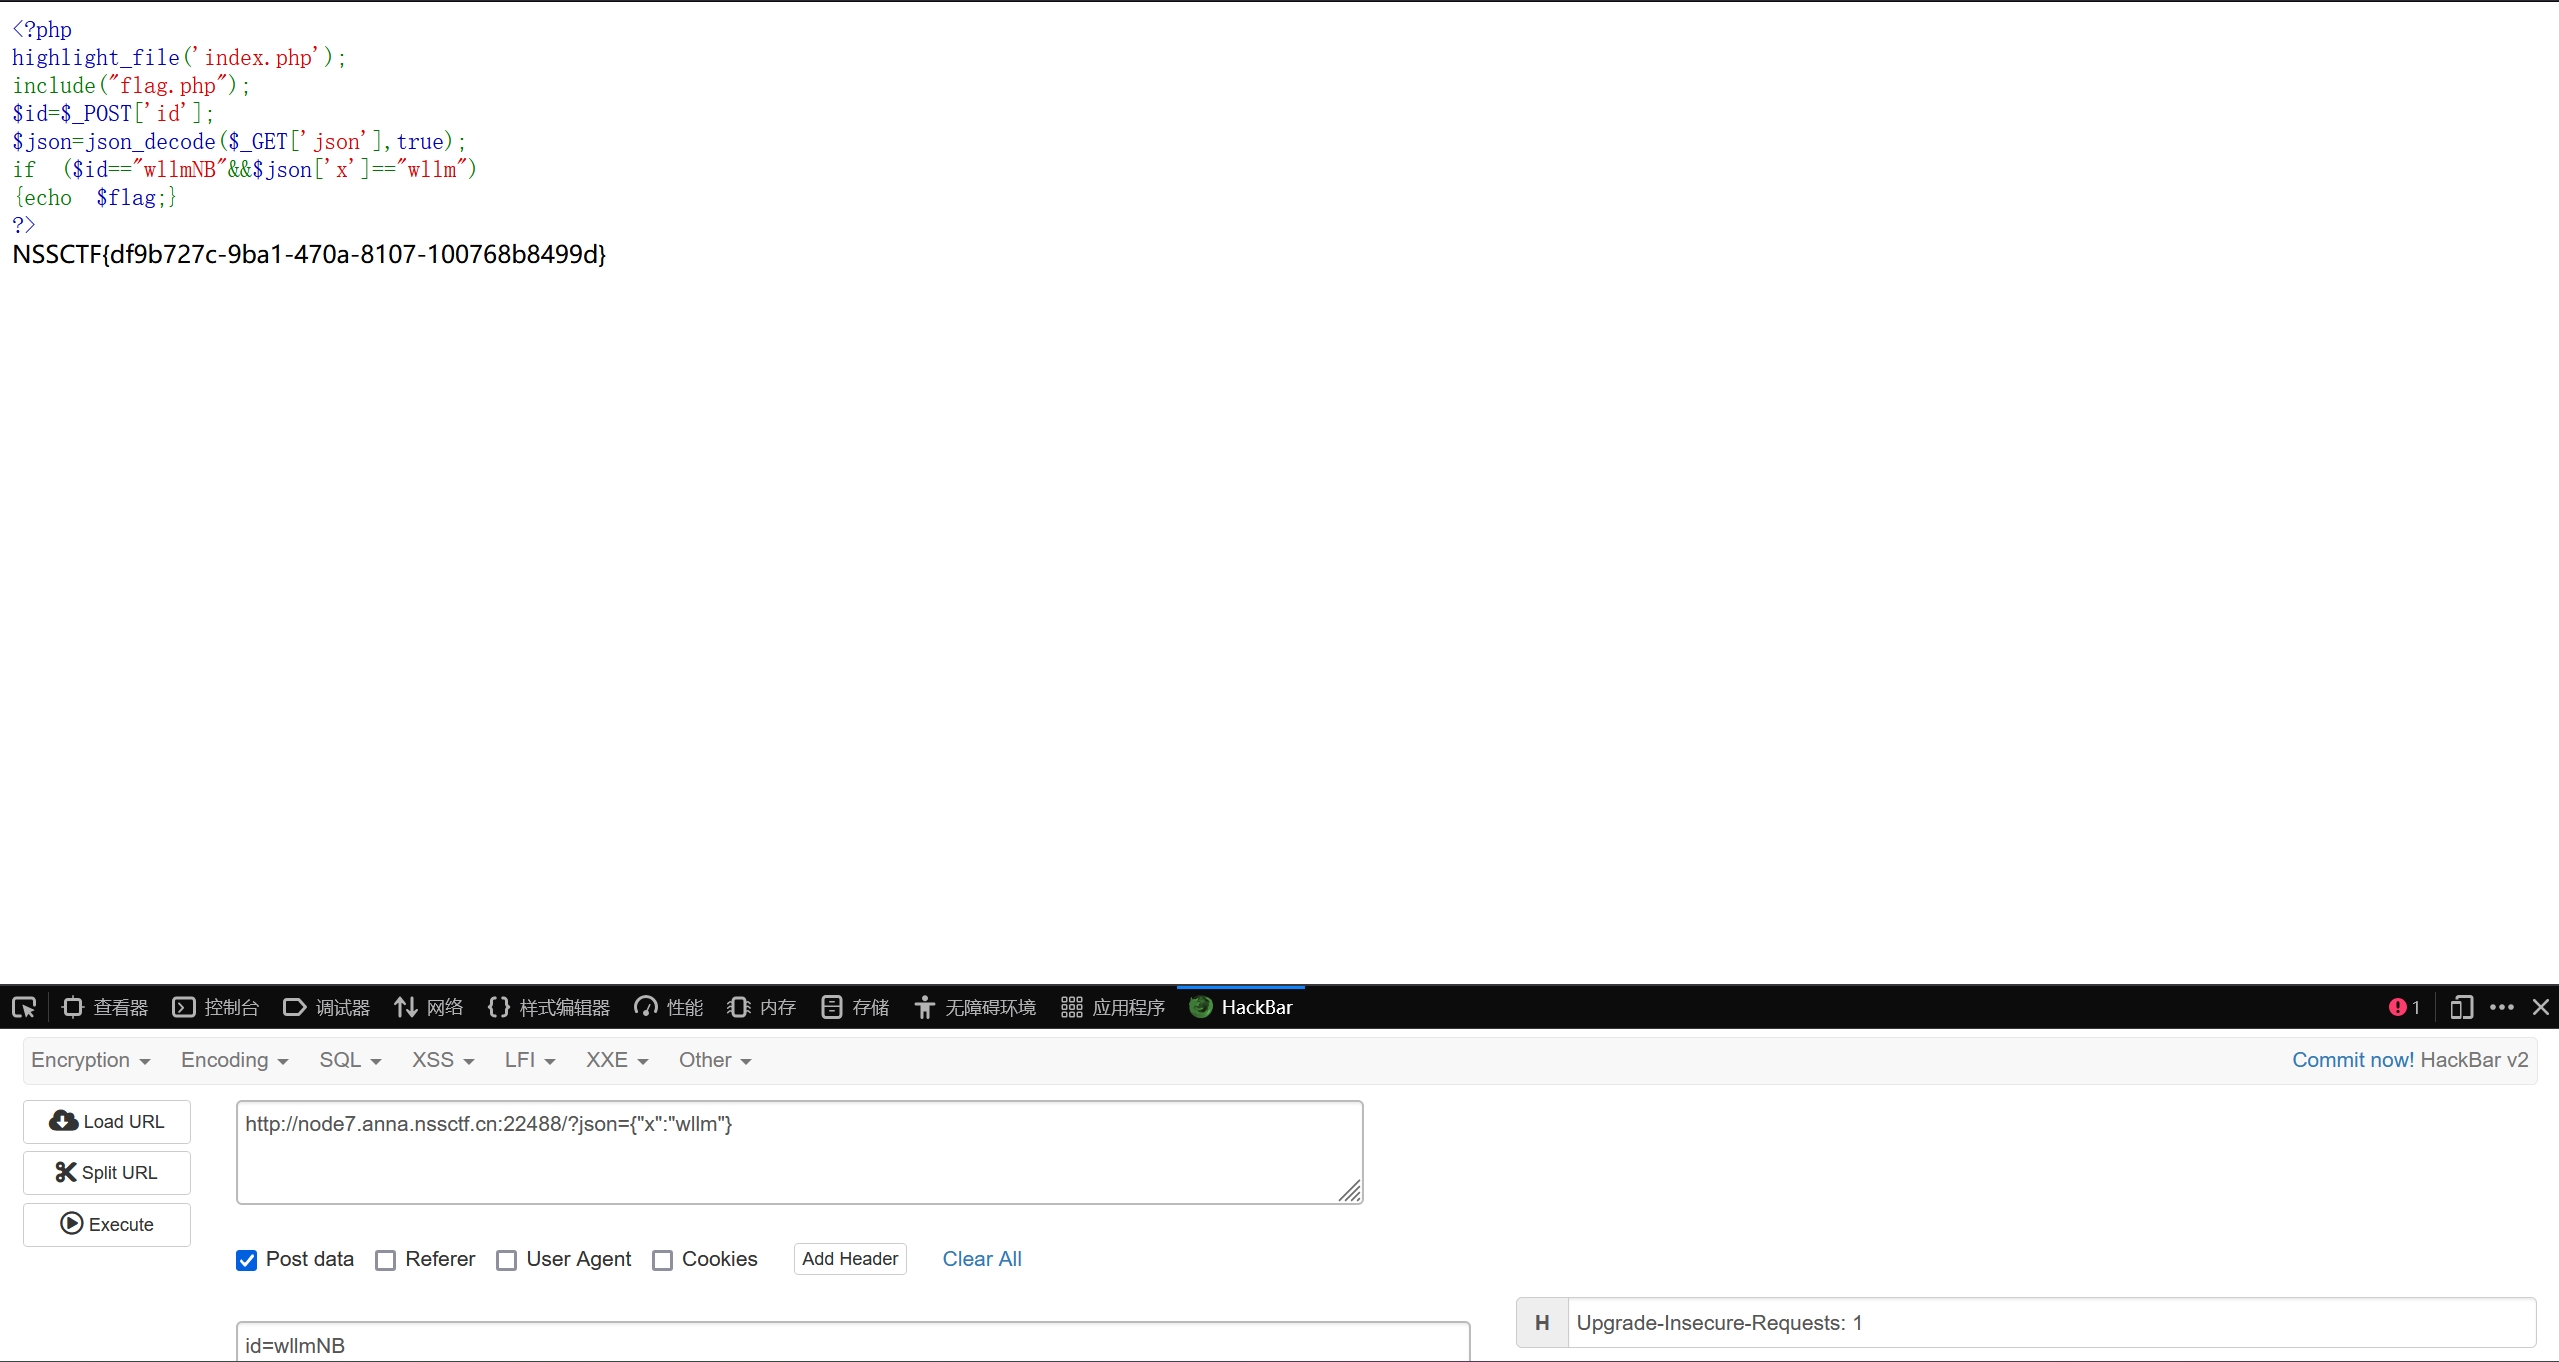 <?php
highlight_file('index.php');
include("flag.php");
$id=$_POST['id'];
$json=json_decode($_GET['json'],true);
if  ($id=="wllmNB"&&$json['x']=="wllm")
{echo  $flag;}
?>
NSSCTF{df9b727c-9ba1-470a-8107-100768b8499d}
查看器 控制台 调试器 网络 样式编辑器 性能 内存 存储 无障碍环境 应用程序 HackBar 1
Encryption Encoding SQL XSS LFI XXE Other Commit now! HackBar v2
Load URL
http://node7.anna.nssctf.cn:22488/?json={"x":"wllm"}
Split URL
Execute
Post data Referer User Agent Cookies Add Header Clear All
H Upgrade-Insecure-Requests: 1
id=wllmNB